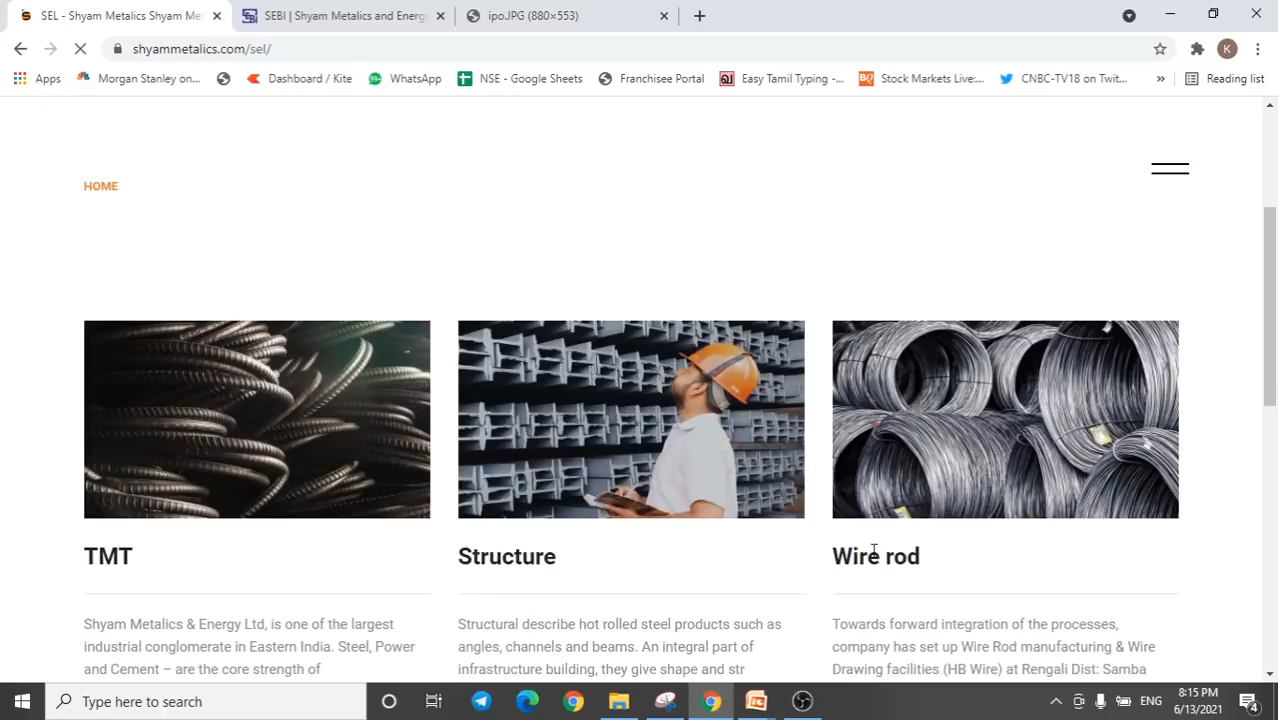 SEL - Shyam Metalics Shyam Met
SEBI | Shyam Metalics and Energy
ipoJPG (880×553)
shyammetalics.com/sel/
K
Apps
Morgan Stanley on...
Dashboard / Kite
99+
WhatsApp
NSE - Google Sheets
Franchisee Portal
Easy Tamil Typing -...
BQ
Stock Markets Live:...
CNBC-TV18 on Twit...
»
Reading list
HOME
TMT
Structure
Wire rod
Shyam Metalics & Energy Ltd, is one of the largest
industrial conglomerate in Eastern India. Steel, Power
and Cement – are the core strength of
Structural describe hot rolled steel products such as
angles, channels and beams. An integral part of
infrastructure building, they give shape and str
Towards forward integration of the processes,
company has set up Wire Rod manufacturing & Wire
Drawing facilities (HB Wire) at Rengali Dist: Samba
Type here to search
ENG
8:15 PM
6/13/2021
4